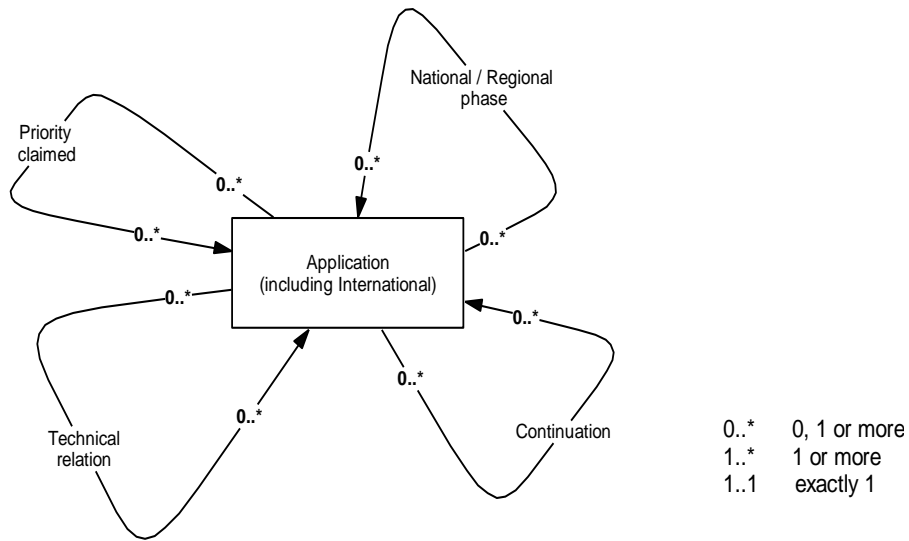 National / Regional
phase
Priority
claimed
0..*
0..*
0..*
0..*
Application
(including International)
0..*
0..*
0..*
0..*
Technical
relation
Continuation
0..* 0, 1 or more
1..* 1 or more
1..1 exactly 1